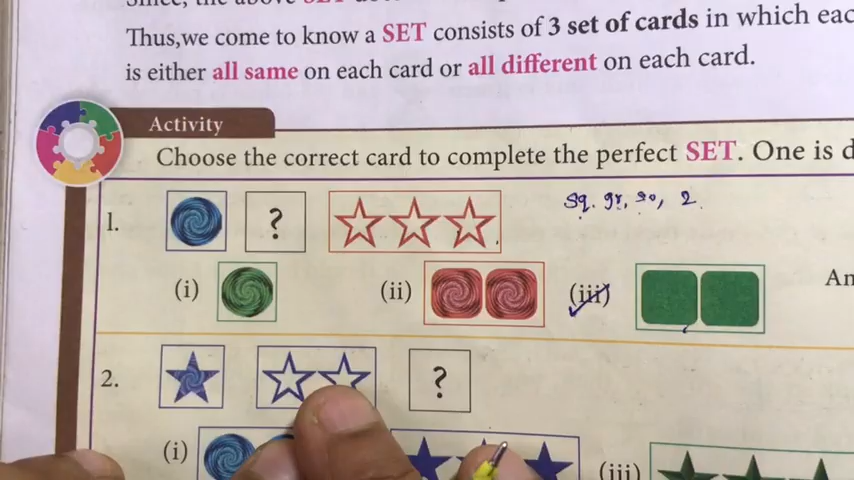 Thus,we come to know a SET consists of 3 set of cards in which eac
is either all same on each card or all different on each card.
Activity
Choose the correct card to complete the perfect SET. One is d
1.
?
sq. gr, so, 2
(i)
(ii)
(iii)
An
2.
?
(i)
(iii)